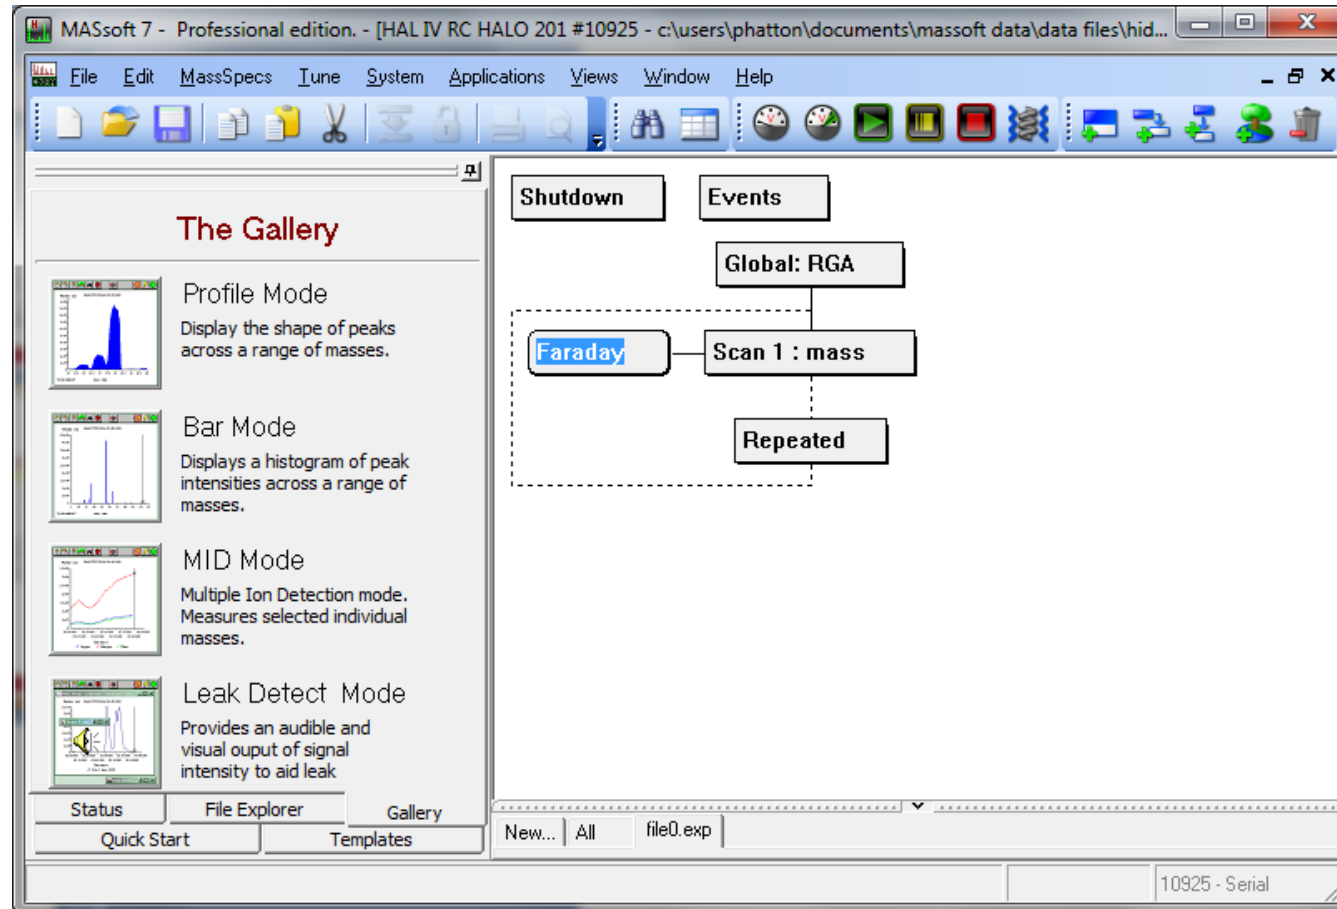 MASsoft 7 - Professional edition. - [HAL IV RC HALO 201 #10925 - c:\users\phatton\documents\massoft data\data files\hid...
File Edit MassSpecs Tune System Applications Views Window Help
The Gallery
Profile Mode
Display the shape of peaks
across a range of masses.
Bar Mode
Displays a histogram of peak
intensities across a range of
masses.
MID Mode
Multiple Ion Detection mode.
Measures selected individual
masses.
Leak Detect Mode
Provides an audible and
visual ouput of signal
intensity to aid leak
Status File Explorer Gallery
Quick Start Templates
Shutdown Events
Global: RGA
Faraday Scan 1 : mass
Repeated
New... All file0.exp
10925 - Serial